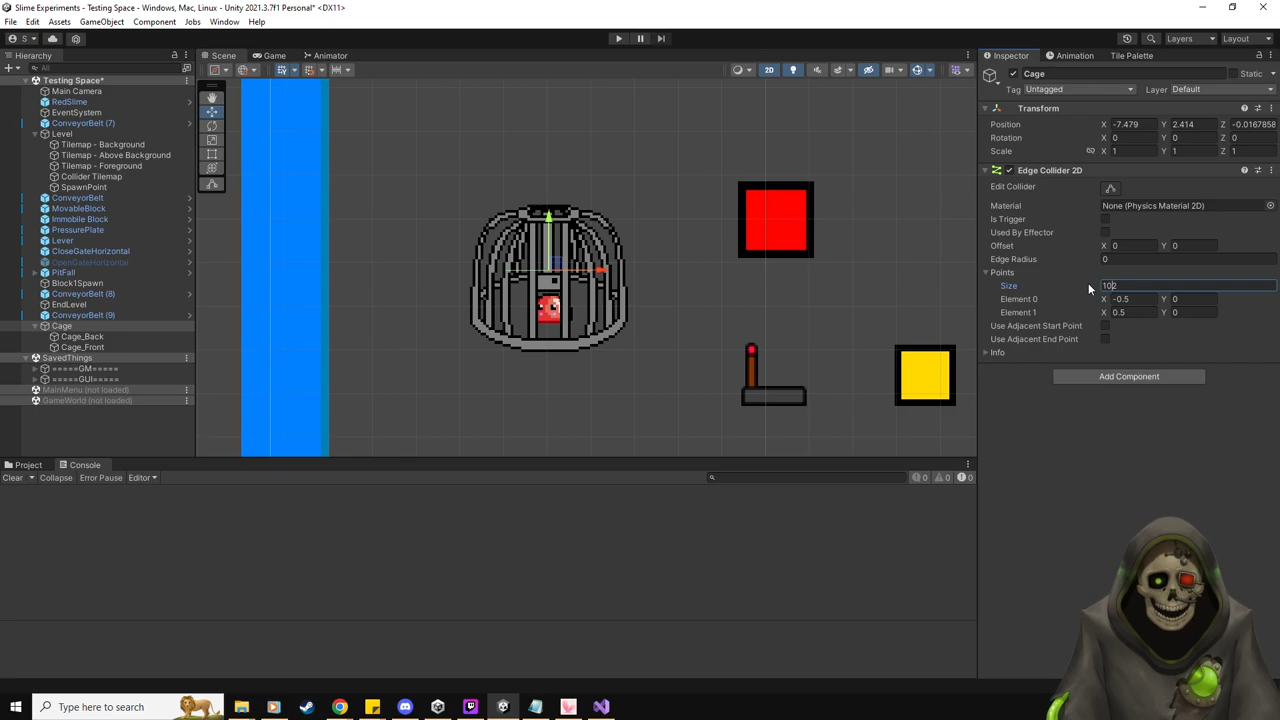 Slime Experiments - Testing Space - Windows, Mac, Linux - Unity 2021.3.7f1 Personal* <DX11>
File Edit Assets GameObject Component Jobs Window Help
S Layers Layout
Hierarchy
All
Testing Space*
Main Camera
RedSlime
EventSystem
ConveyorBelt (7)
Level
Tilemap - Background
Tilemap - Above Background
Tilemap - Foreground
Collider Tilemap
SpawnPoint
ConveyorBelt
MovableBlock
Immobile Block
PressurePlate
Lever
CloseGateHorizontal
OpenGateHorizontal
PitFall
Block1Spawn
ConveyorBelt (8)
EndLevel
ConveyorBelt (9)
Cage
Cage_Back
Cage_Front
SavedThings
=====GM=====
=====GUI=====
MainMenu (not loaded)
GameWorld (not loaded)
Scene Game Animator
2D
Inspector Animation Tile Palette
Cage Static
Tag Untagged Layer Default
Transform
Position X -7.479 Y 2.414 Z -0.0167858
Rotation X 0 Y 0 Z 0
Scale X 1 Y 1 Z 1
Edge Collider 2D
Edit Collider
Material None (Physics Material 2D)
Is Trigger
Used By Effector
Offset X 0 Y 0
Edge Radius 0
Points
Size 102
Element 0 X -0.5 Y 0
Element 1 X 0.5 Y 0
Use Adjacent Start Point
Use Adjacent End Point
Info
Add Component
Project Console
Clear Collapse Error Pause Editor 0 0 0
Type here to search